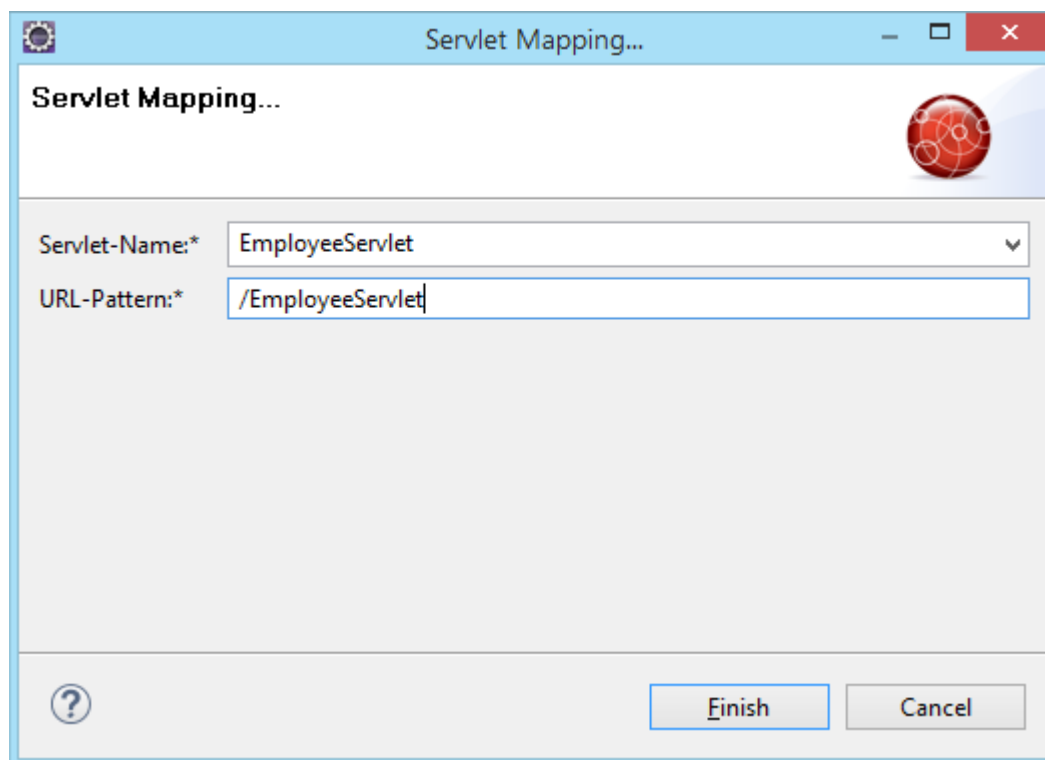 Servlet Mapping...
Servlet Mapping...
Servlet-Name:* EmployeeServlet
URL-Pattern:* /EmployeeServlet
? Finish Cancel